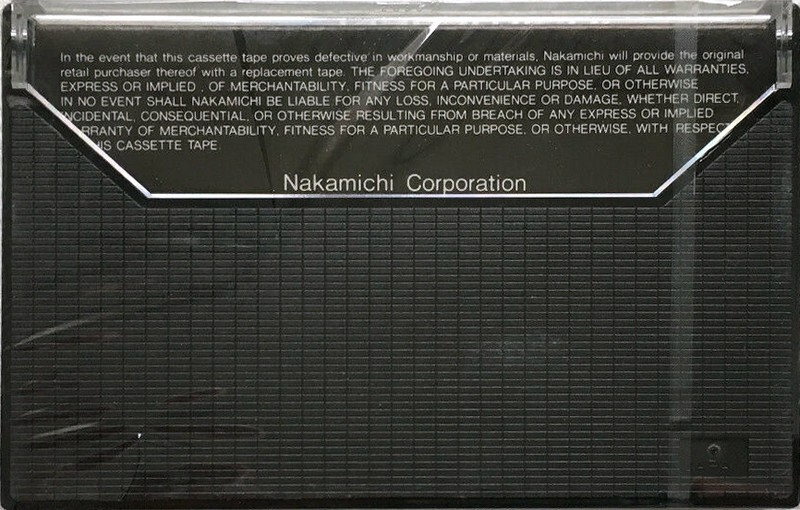 In the event that this cassette tape proves defective in workmanship or materials, Nakamichi will provide the original
retail purchaser thereof with a replacement tape. THE FOREGOING UNDERTAKING IS IN LIEU OF ALL WARRANTIES,
EXPRESS OR IMPLIED , OF MERCHANTABILITY, FITNESS FOR A PARTICULAR PURPOSE, OR OTHERWISE
IN NO EVENT SHALL NAKAMICHI BE LIABLE FOR ANY LOSS, INCONVENIENCE OR DAMAGE, WHETHER DIRECT,
INCIDENTAL, CONSEQUENTIAL, OR OTHERWISE RESULTING FROM BREACH OF ANY EXPRESS OR IMPLIED
RRANTY OF MERCHANTABILITY, FITNESS FOR A PARTICULAR PURPOSE, OR OTHERWISE, WITH RESPECT
IS CASSETTE TAPE.
Nakamichi Corporation